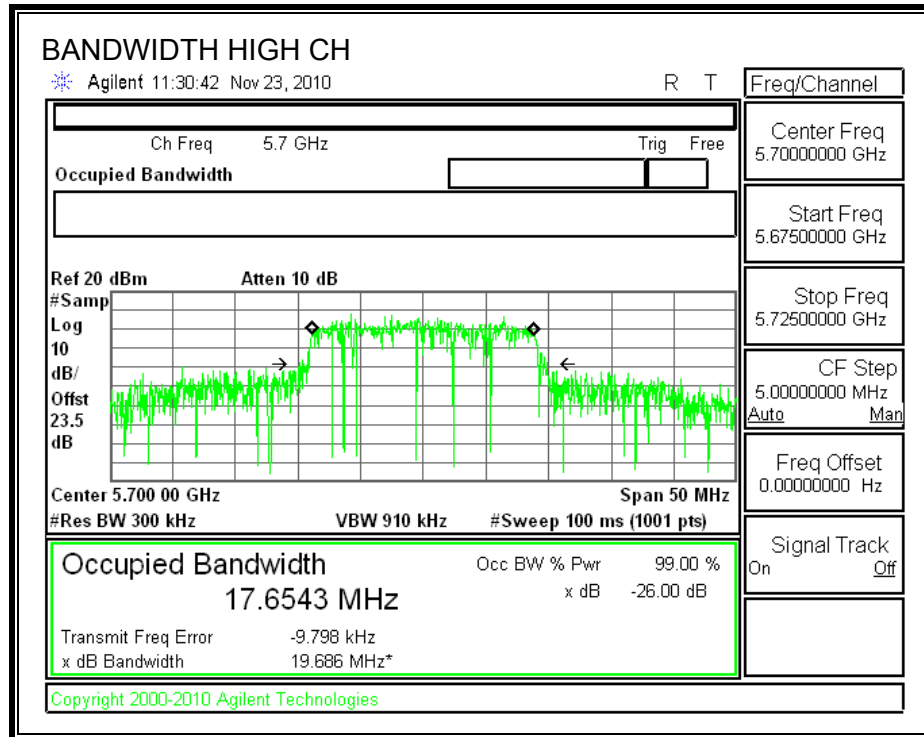 BANDWIDTH HIGH CH
Agilent 11:30:42 Nov 23, 2010 R T
Freq/Channel
Ch Freq 5.7 GHz Trig Free
Occupied Bandwidth
Center Freq
5.70000000 GHz
Start Freq
5.67500000 GHz
Stop Freq
5.72500000 GHz
CF Step
5.00000000 MHz
Auto Man
Freq Offset
0.00000000 Hz
Signal Track
On Off
Ref 20 dBm Atten 10 dB
#Samp
Log
10
dB/
Offst
23.5
dB
Center 5.700 00 GHz Span 50 MHz
#Res BW 300 kHz VBW 910 kHz #Sweep 100 ms (1001 pts)
Occupied Bandwidth
17.6543 MHz
Occ BW % Pwr 99.00 %
x dB -26.00 dB
Transmit Freq Error -9.798 kHz
x dB Bandwidth 19.686 MHz*
Copyright 2000-2010 Agilent Technologies